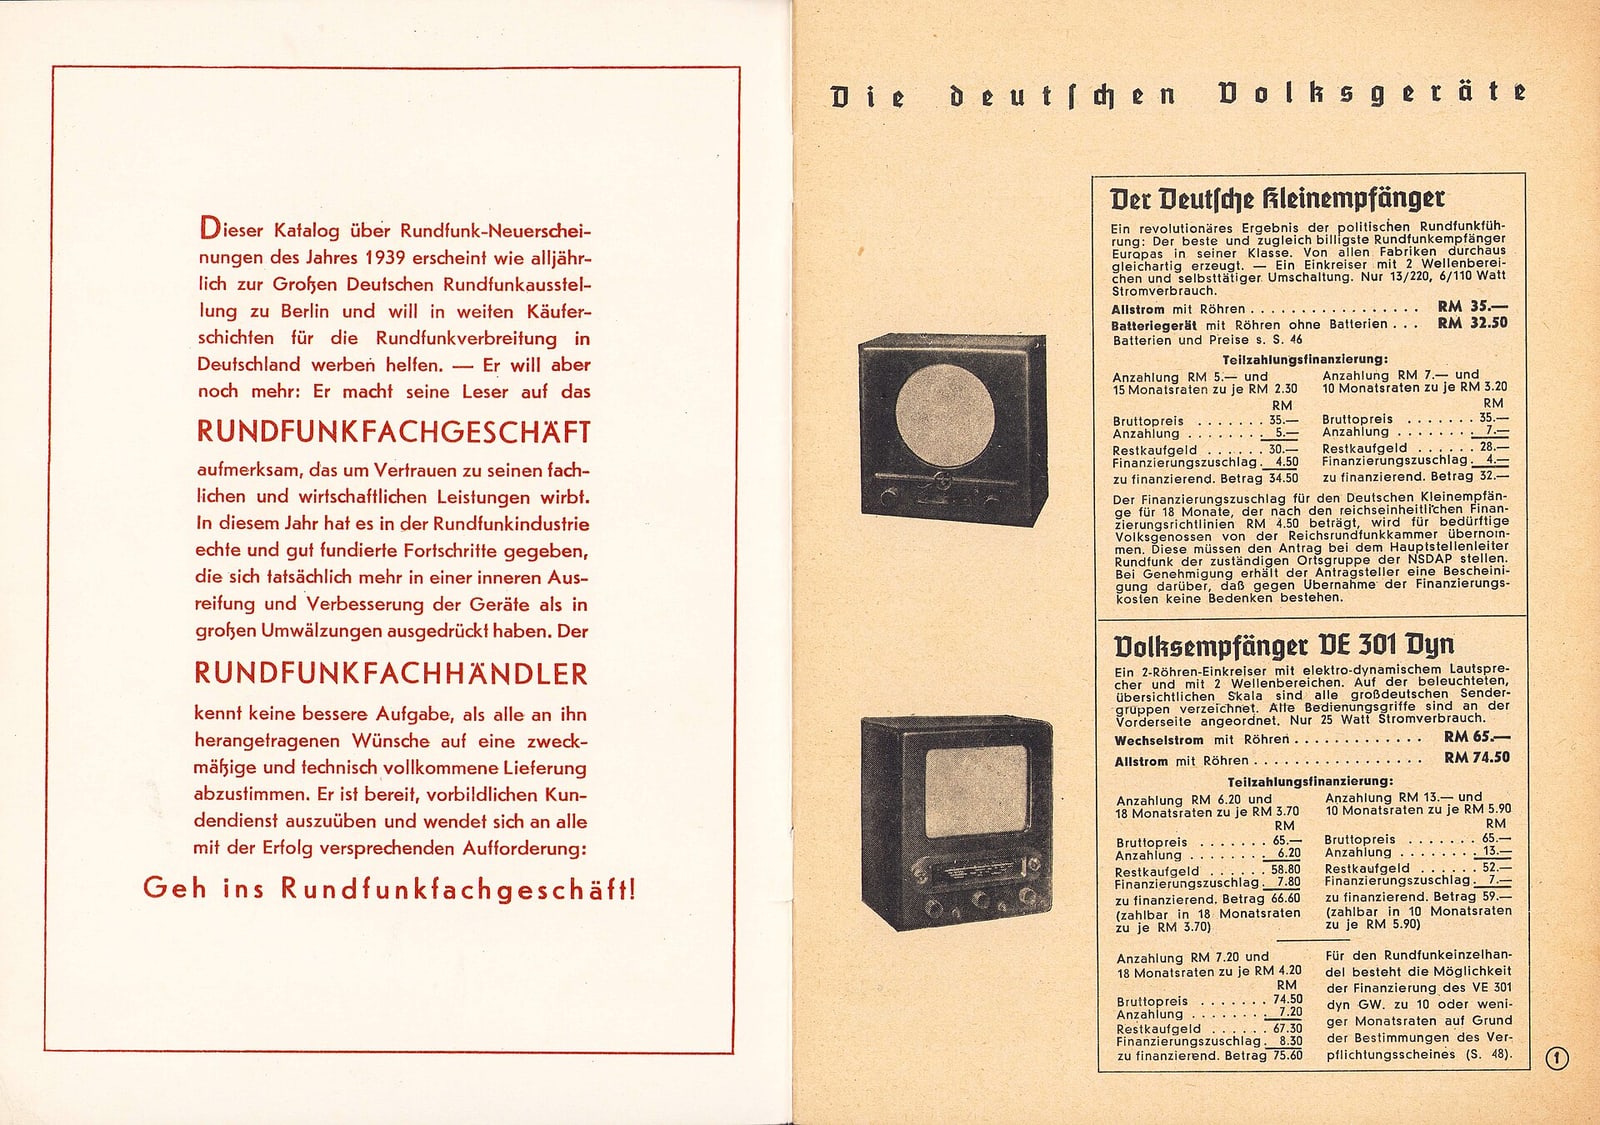 Dieser Katalog über Rundfunk-Neuerschei-
nungen des Jahres 1939 erscheint wie alljähr-
lich zur Großen Deutschen Rundfunkausstel-
lung zu Berlin und will in weiten Käufer-
schichten für die Rundfunkverbreitung in
Deutschland werben helfen. — Er will aber
noch mehr: Er macht seine Leser auf das
RUNDFUNKFACHGESCHÄFT
aufmerksam, das um Vertrauen zu seinen fach-
lichen und wirtschaftlichen Leistungen wirbt.
In diesem Jahr hat es in der Rundfunkindustrie
echte und gut fundierte Fortschritte gegeben,
die sich tatsächlich mehr in einer inneren Aus-
reifung und Verbesserung der Geräte als in
großen Umwälzungen ausgedrückt haben. Der
RUNDFUNKFACHHÄNDLER
kennt keine bessere Aufgabe, als alle an ihn
herangetragenen Wünsche auf eine zweck-
mäßige und technisch vollkommene Lieferung
abzustimmen. Er ist bereit, vorbildlichen Kun-
dendienst auszuüben und wendet sich an alle
mit der Erfolg versprechenden Aufforderung:
Geh ins Rundfunkfachgeschäft!
Die deutschen Volksgeräte
Der Deutsche Kleinempfänger
Ein revolutionäres Ergebnis der politischen Rundfunkfüh-
rung: Der beste und zugleich billigste Rundfunkempfänger
Europas in seiner Klasse. Von allen Fabriken durchaus
gleichartig erzeugt. — Ein Einkreiser mit 2 Wellenberei-
chen und selbsttätiger Umschaltung. Nur 13/220, 6/110 Watt
Stromverbrauch.
Allstrom mit Röhren . . . . . . . . . . . . . . . . . RM 35.—
Batteriegerät mit Röhren ohne Batterien . . . RM 32.50
Batterien und Preise s. S. 46
Teilzahlungsfinanzierung:
Anzahlung RM 5.— und
15 Monatsraten zu je RM 2.30
RM
Bruttopreis . . . . . . . 35.—
Anzahlung . . . . . . . . 5.—
Restkaufgeld . . . . . . 30.—
Finanzierungszuschlag . 4.50
zu finanzierend. Betrag 34.50
Anzahlung RM 7.— und
10 Monatsraten zu je RM 3.20
RM
Bruttopreis . . . . . . . 35.—
Anzahlung . . . . . . . . 7.—
Restkaufgeld . . . . . . 28.—
Finanzierungszuschlag . 4.—
zu finanzierend. Betrag 32.—
Der Finanzierungszuschlag für den Deutschen Kleinempfän-
ge für 18 Monate, der nach den reichseinheitlichen Finan-
zierungsrichtlinien RM 4.50 beträgt, wird für bedürftige
Volksgenossen von der Reichsrundfunkkammer übernom-
men. Diese müssen den Antrag bei dem Hauptstellenleiter
Rundfunk der zuständigen Ortsgruppe der NSDAP stellen.
Bei Genehmigung erhält der Antragsteller eine Bescheini-
gung darüber, daß gegen Übernahme der Finanzierungs-
kosten keine Bedenken bestehen.
Volksempfänger VE 301 Dyn
Ein 2-Röhren-Einkreiser mit elektro-dynamischem Lautspre-
cher und mit 2 Wellenbereichen. Auf der beleuchteten,
übersichtlichen Skala sind alle großdeutschen Sender-
gruppen verzeichnet. Alle Bedienungsgriffe sind an der
Vorderseite angeordnet. Nur 25 Watt Stromverbrauch.
Wechselstrom mit Röhren . . . . . . . . . . . . . RM 65.—
Allstrom mit Röhren . . . . . . . . . . . . . . . . . RM 74.50
Teilzahlungsfinanzierung:
Anzahlung RM 6.20 und
18 Monatsraten zu je RM 3.70
RM
Bruttopreis . . . . . . . 65.—
Anzahlung . . . . . . . . 6.20
Restkaufgeld . . . . . . 58.80
Finanzierungszuschlag . 7.80
zu finanzierend. Betrag 66.60
(zahlbar in 18 Monatsraten
zu je RM 3.70)
Anzahlung RM 13.— und
10 Monatsraten zu je RM 5.90
RM
Bruttopreis . . . . . . . 65.—
Anzahlung . . . . . . . . 13.—
Restkaufgeld . . . . . . 52.—
Finanzierungszuschlag . 7.—
zu finanzierend. Betrag 59.—
(zahlbar in 10 Monatsraten
zu je RM 5.90)
Anzahlung RM 7.20 und
18 Monatsraten zu je RM 4.20
RM
Bruttopreis . . . . . . . 74.50
Anzahlung . . . . . . . . 7.20
Restkaufgeld . . . . . . 67.30
Finanzierungszuschlag . 8.30
zu finanzierend. Betrag 75.60
Für den Rundfunkeinzelhan-
del besteht die Möglichkeit
der Finanzierung des VE 301
dyn GW. zu 10 oder weni-
ger Monatsraten auf Grund
der Bestimmungen des Ver-
pflichtungsscheines (S. 48).
1